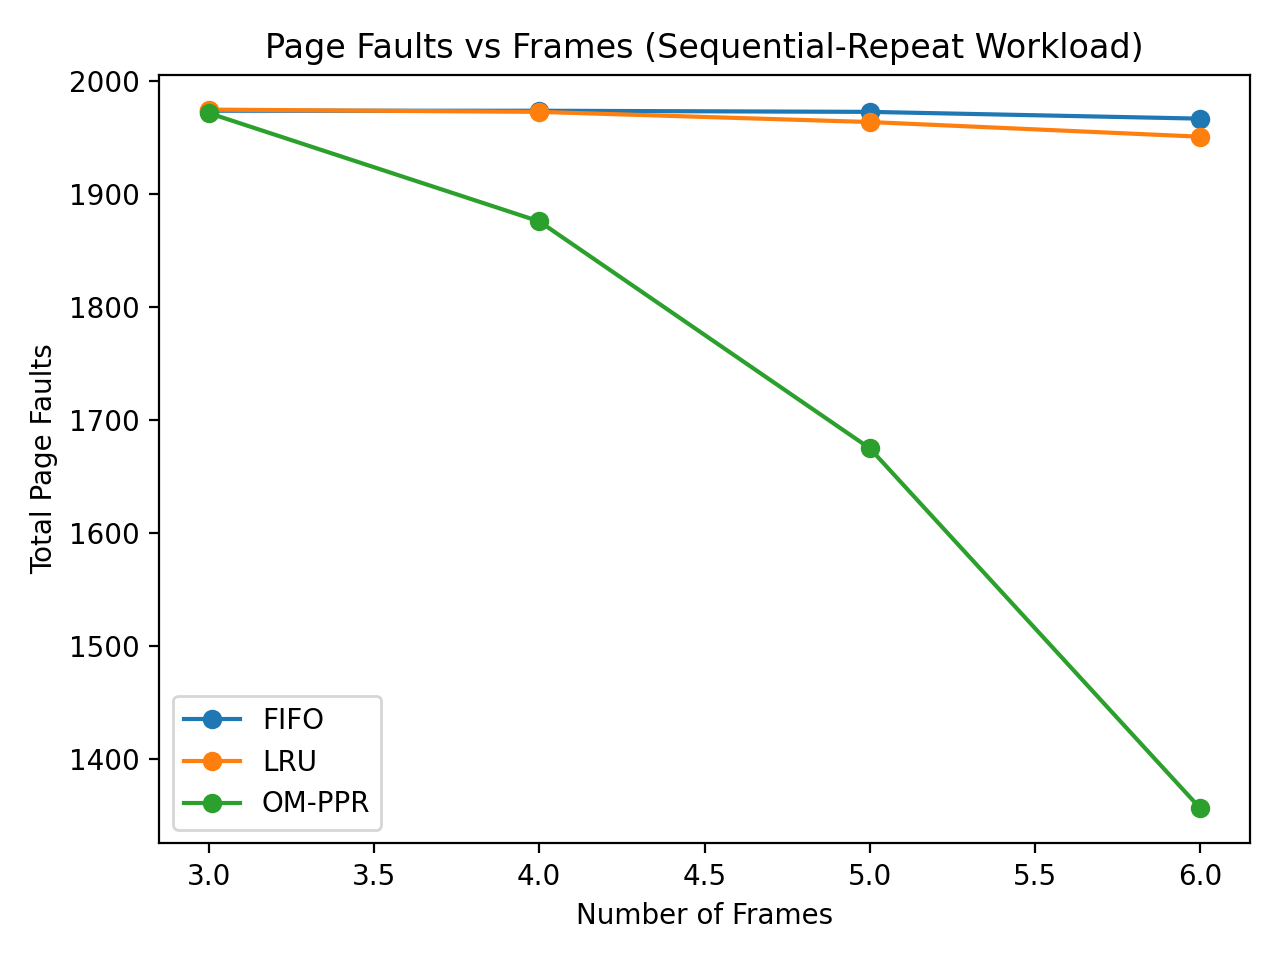 Page Faults vs Frames (Sequential-Repeat Workload)
2000
1900
1800
1700
1600
1500
1400
Total Page Faults
FIFO
LRU
OM-PPR
3.0 3.5 4.0 4.5 5.0 5.5 6.0
Number of Frames